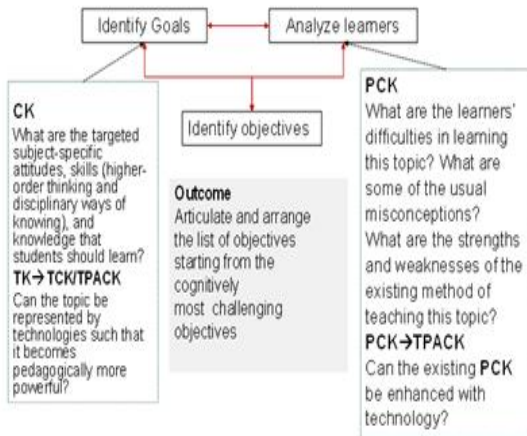 Identify Goals
Analyze learners
Identify objectives
CK
What are the targeted
subject-specific
attitudes, skills (higher-
order thinking and
disciplinary ways of
knowing), and
knowledge that
students should learn?
TK→TCK/TPACK
Can the topic be
represented by
technologies such that
it becomes
pedagogically more
powerful?
Outcome
Articulate and arrange
the list of objectives
starting from the
cognitively
most challenging
objectives
PCK
What are the learners'
difficulties in learning
this topic? What are
some of the usual
misconceptions?
What are the strengths
and weaknesses of the
existing method of
teaching this topic?
PCK→TPACK
Can the existing PCK
be enhanced with
technology?